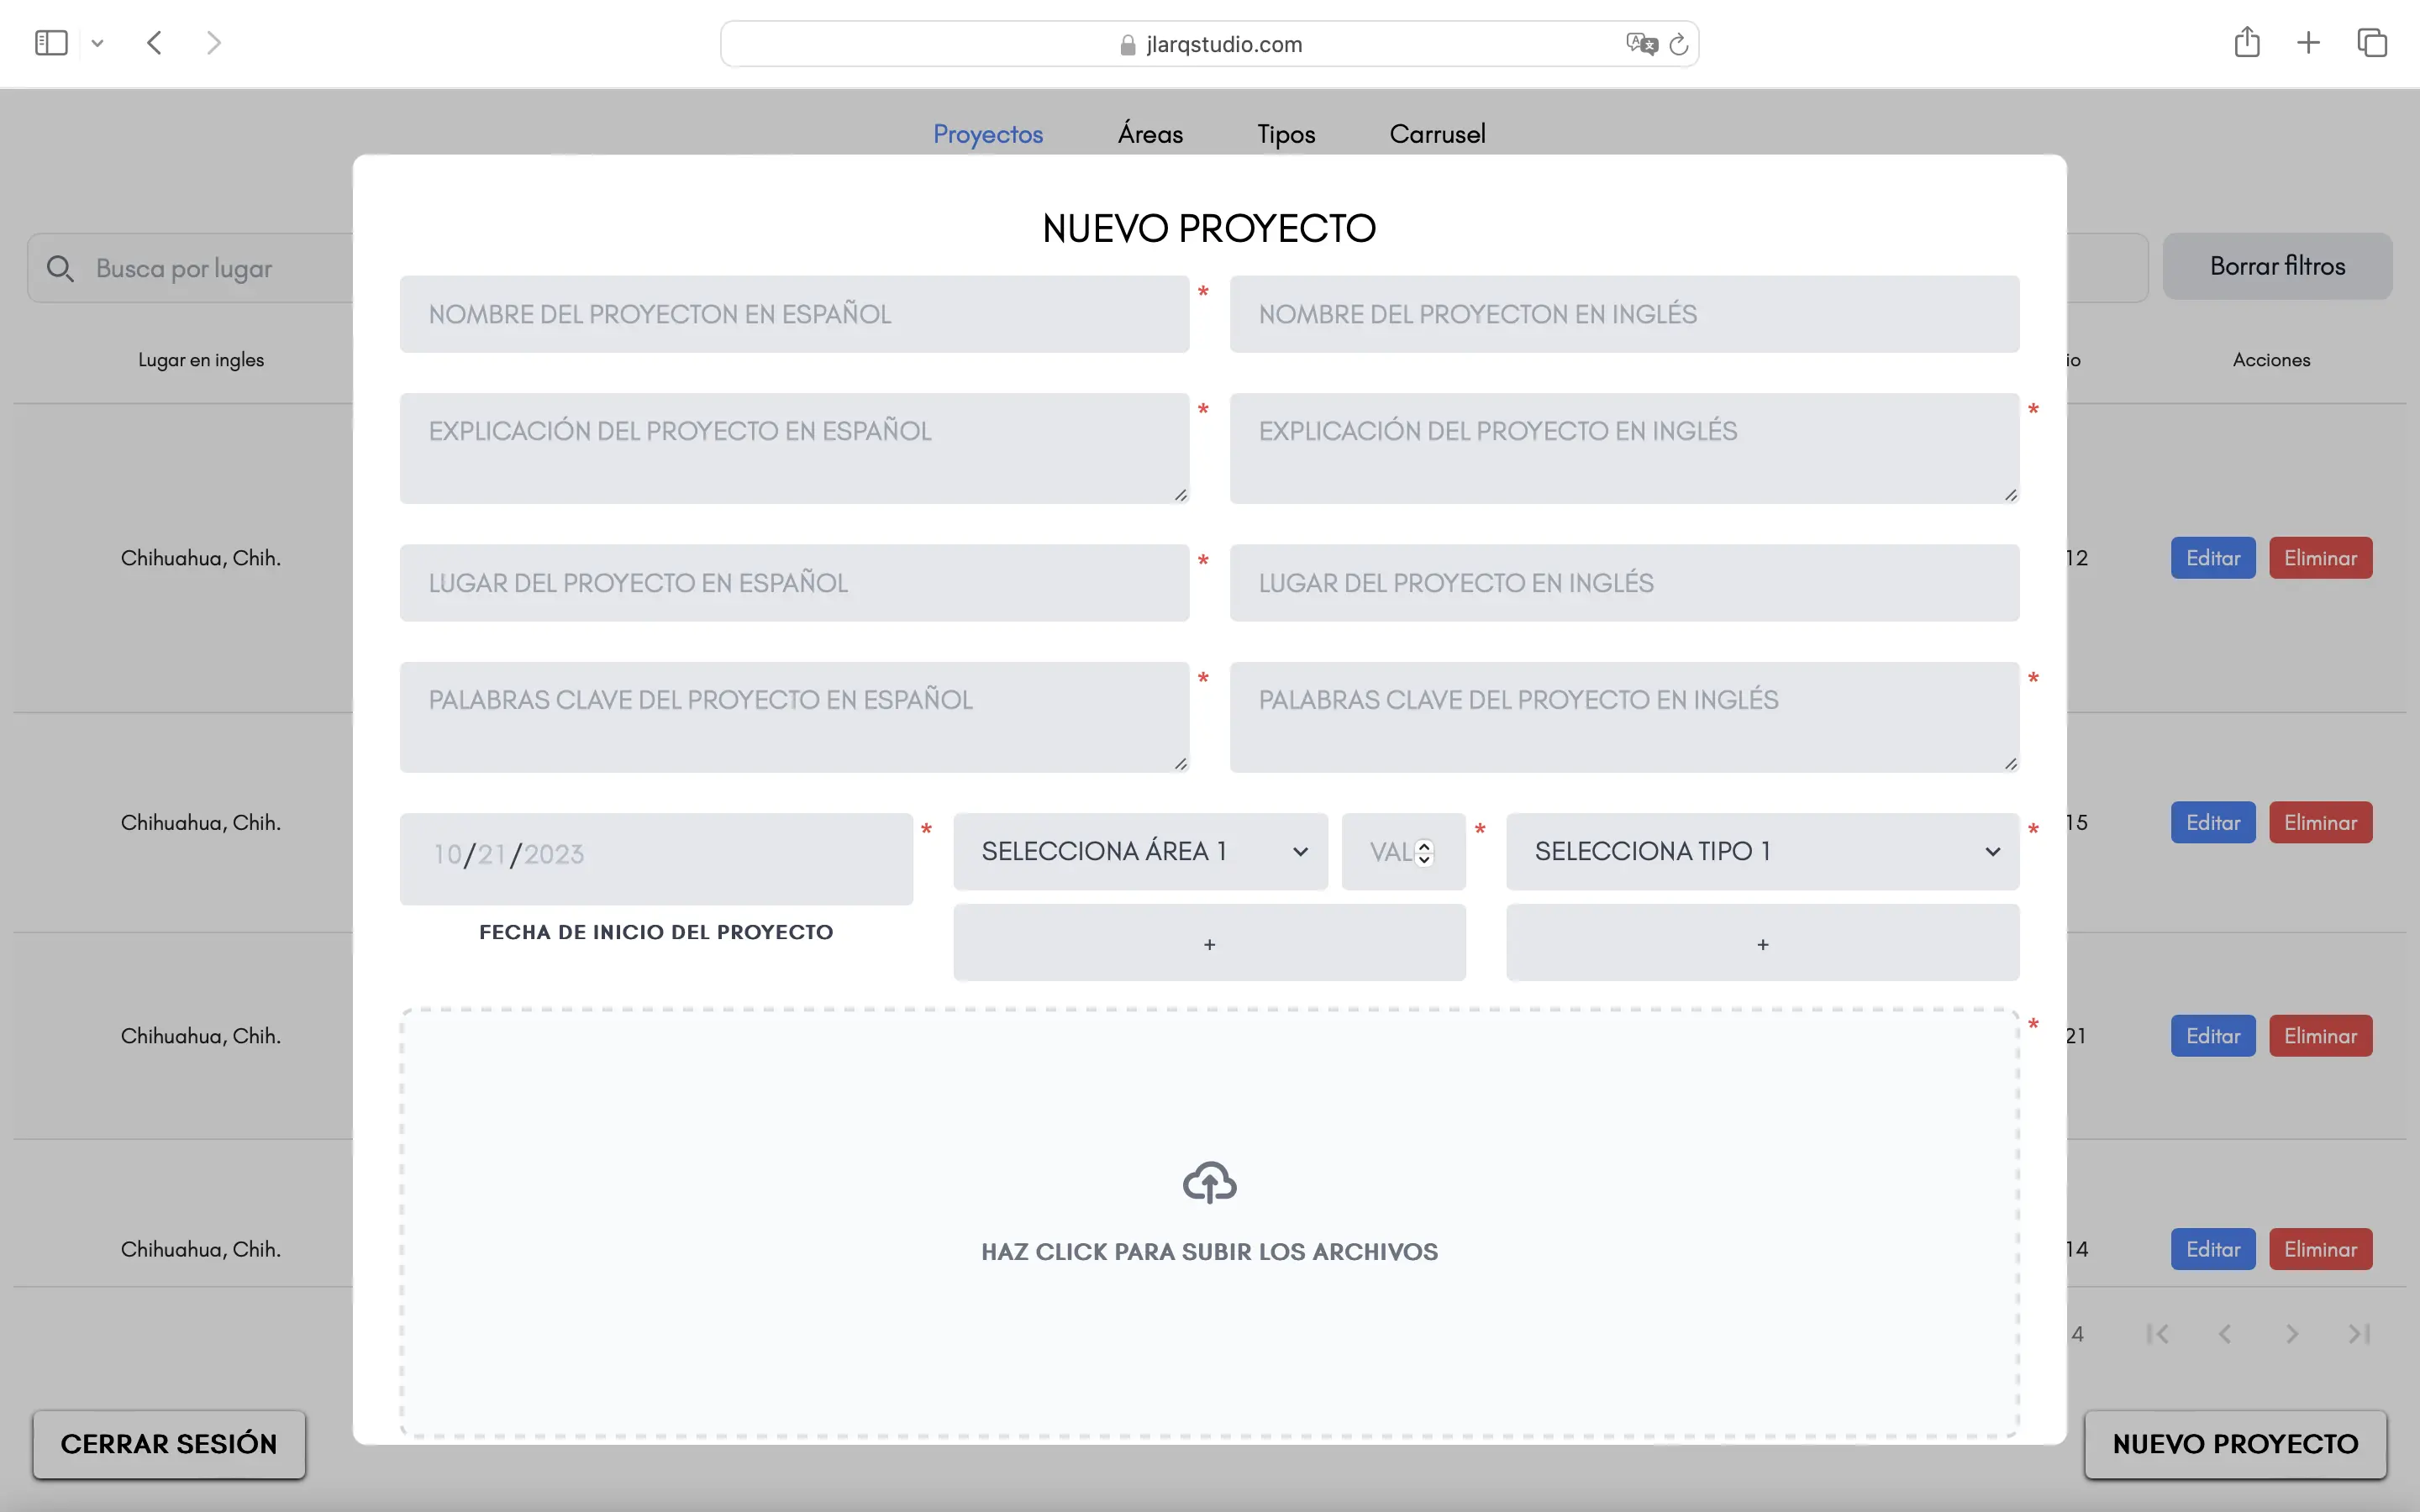 jlarqstudio.com
Proyectos Áreas Tipos Carrusel
NUEVO PROYECTO
Busca por lugar
Borrar filtros
NOMBRE DEL PROYECTON EN ESPAÑOL *
NOMBRE DEL PROYECTON EN INGLÉS
Lugar en ingles
io
Acciones
EXPLICACIÓN DEL PROYECTO EN ESPAÑOL *
EXPLICACIÓN DEL PROYECTO EN INGLÉS *
Chihuahua, Chih.
12
Editar
Eliminar
LUGAR DEL PROYECTO EN ESPAÑOL *
LUGAR DEL PROYECTO EN INGLÉS
PALABRAS CLAVE DEL PROYECTO EN ESPAÑOL *
PALABRAS CLAVE DEL PROYECTO EN INGLÉS *
Chihuahua, Chih.
15
Editar
Eliminar
10/21/2023 *
SELECCIONA ÁREA 1
VAL *
SELECCIONA TIPO 1 *
FECHA DE INICIO DEL PROYECTO
+
+
Chihuahua, Chih.
21
Editar
Eliminar
*
HAZ CLICK PARA SUBIR LOS ARCHIVOS
Chihuahua, Chih.
14
Editar
Eliminar
4
CERRAR SESIÓN
NUEVO PROYECTO